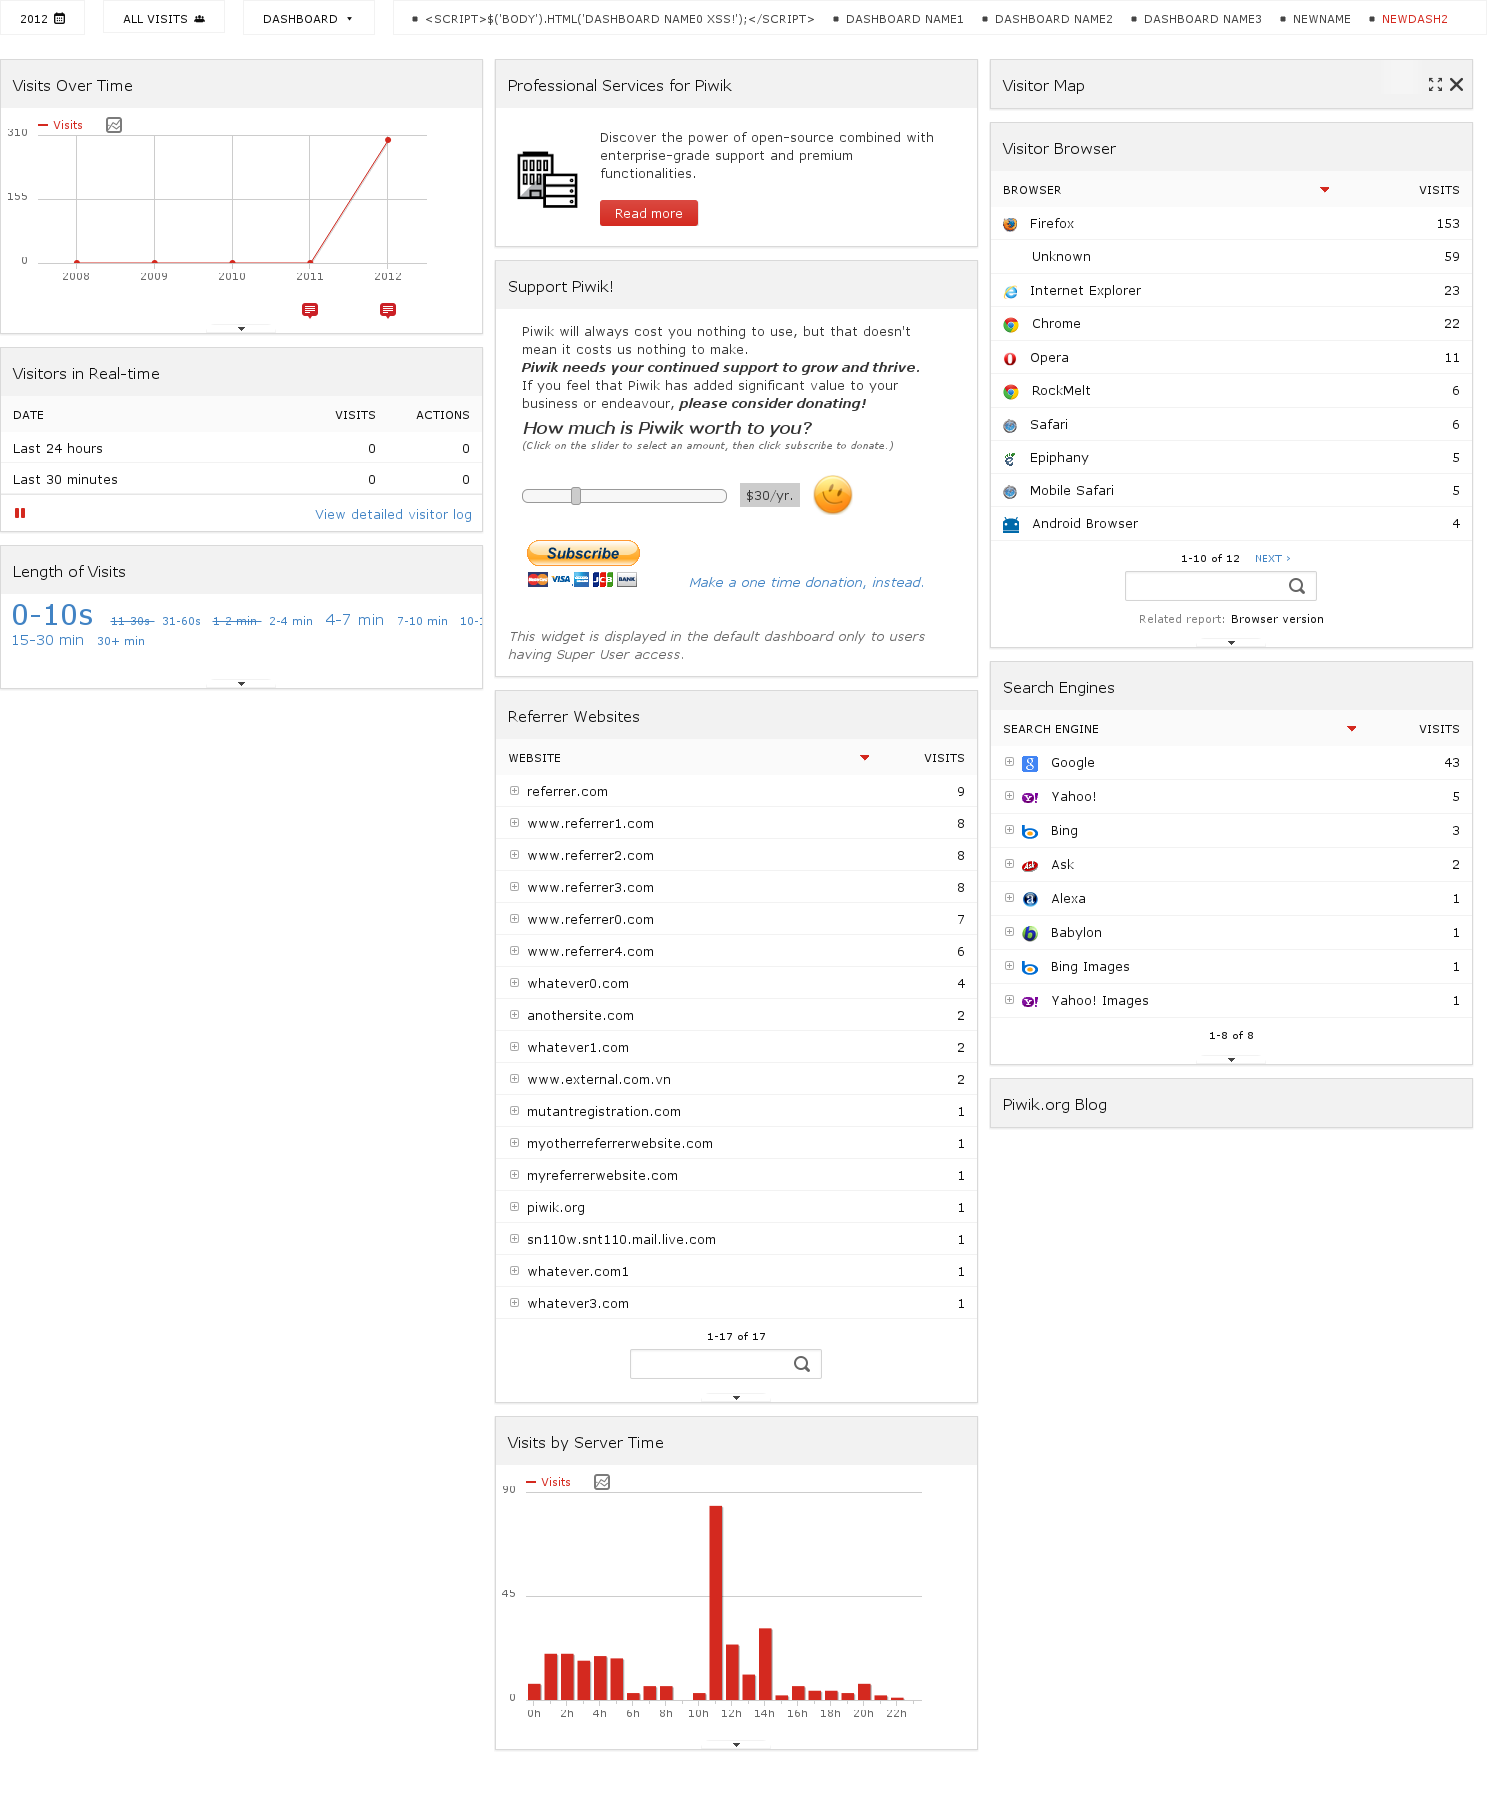 2012
ALL VISITS
DASHBOARD
<SCRIPT>$('BODY').HTML('DASHBOARD NAME0 XSS!');</SCRIPT>
DASHBOARD NAME1
DASHBOARD NAME2
DASHBOARD NAME3
NEWNAME
NEWDASH2
Visits Over Time
Visits
310
155
0
2008 2009 2010 2011 2012
Visitors in Real-time
DATE VISITS ACTIONS
Last 24 hours 0 0
Last 30 minutes 0 0
View detailed visitor log
Length of Visits
0-10s 11-30s 31-60s 1-2 min 2-4 min 4-7 min 7-10 min 10-1
15-30 min 30+ min
Professional Services for Piwik
Discover the power of open-source combined with
enterprise-grade support and premium
functionalities.
Read more
Support Piwik!
Piwik will always cost you nothing to use, but that doesn't
mean it costs us nothing to make.
Piwik needs your continued support to grow and thrive.
If you feel that Piwik has added significant value to your
business or endeavour, please consider donating!
How much is Piwik worth to you?
(Click on the slider to select an amount, then click subscribe to donate.)
$30/yr.
Subscribe
VISA JCB BANK
Make a one time donation, instead.
This widget is displayed in the default dashboard only to users
having Super User access.
Referrer Websites
WEBSITE VISITS
referrer.com 9
www.referrer1.com 8
www.referrer2.com 8
www.referrer3.com 8
www.referrer0.com 7
www.referrer4.com 6
whatever0.com 4
anothersite.com 2
whatever1.com 2
www.external.com.vn 2
mutantregistration.com 1
myotherreferrerwebsite.com 1
myreferrerwebsite.com 1
piwik.org 1
sn110w.snt110.mail.live.com 1
whatever.com1 1
whatever3.com 1
1-17 of 17
Visits by Server Time
Visits
90
45
0
0h 2h 4h 6h 8h 10h 12h 14h 16h 18h 20h 22h
Visitor Map
Visitor Browser
BROWSER VISITS
Firefox 153
Unknown 59
Internet Explorer 23
Chrome 22
Opera 11
RockMelt 6
Safari 6
Epiphany 5
Mobile Safari 5
Android Browser 4
1-10 of 12 NEXT ›
Related report: Browser version
Search Engines
SEARCH ENGINE VISITS
Google 43
Yahoo! 5
Bing 3
Ask 2
Alexa 1
Babylon 1
Bing Images 1
Yahoo! Images 1
1-8 of 8
Piwik.org Blog